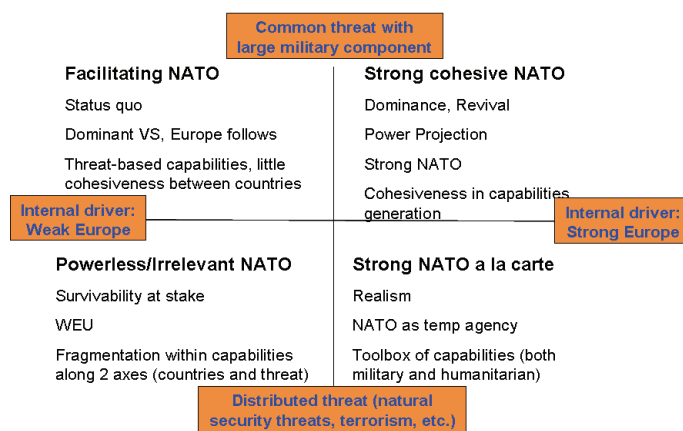 Common threat with
large military component
Facilitating NATO
Status quo
Dominant VS, Europe follows
Threat-based capabilities, little
cohesiveness between countries
Strong cohesive NATO
Dominance, Revival
Power Projection
Strong NATO
Cohesiveness in capabilities
generation
Internal driver:
Weak Europe
Internal driver:
Strong Europe
Powerless/Irrelevant NATO
Survivability at stake
WEU
Fragmentation within capabilities
along 2 axes (countries and threat)
Strong NATO a la carte
Realism
NATO as temp agency
Toolbox of capabilities (both
military and humanitarian)
Distributed threat (natural
security threats, terrorism, etc.)